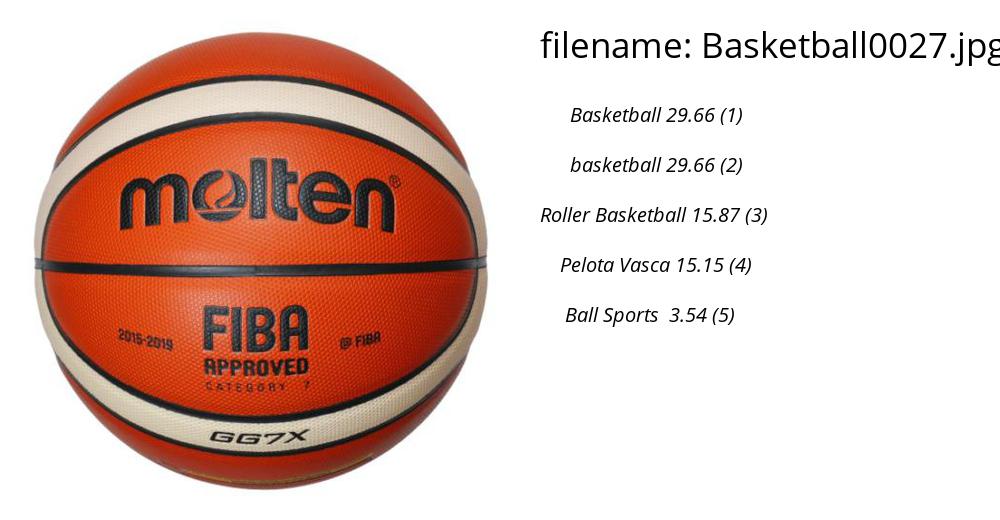 filename: Basketball0027.jpg
Basketball 29.66 (1)
basketball 29.66 (2)
Roller Basketball 15.87 (3)
Pelota Vasca 15.15 (4)
Ball Sports 3.54 (5)
molten®
2015-2019
FIBA
@ FIBA
APPROVED
CATEGORY 7
GG7X